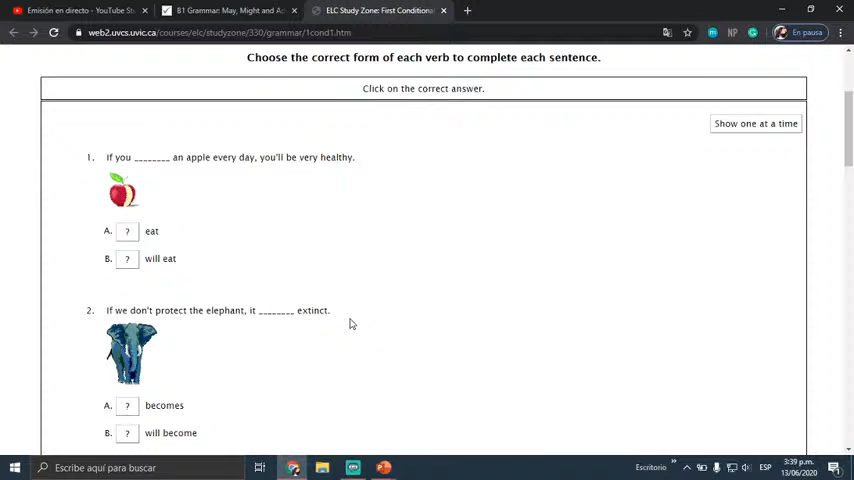 Emisión en directo - YouTube St
B1 Grammar: May, Might and Ad
ELC Study Zone: First Conditiona
web2.uvcs.uvic.ca/courses/elc/studyzone/330/grammar/1cond1.htm
NP
En pausa
Choose the correct form of each verb to complete each sentence.
Click on the correct answer.
Show one at a time
1. If you ________ an apple every day, you'll be very healthy.
A. ? eat
B. ? will eat
2. If we don't protect the elephant, it ________ extinct.
A. ? becomes
B. ? will become
Escribe aquí para buscar
Escritorio
ESP
3:39 p.m.
13/06/2020